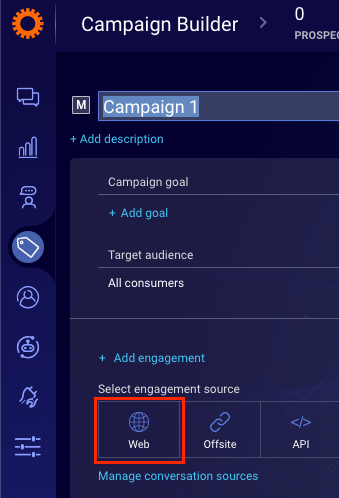 Campaign Builder
0
PROSPEC
M Campaign 1
+ Add description
Campaign goal
+ Add goal
Target audience
All consumers
+ Add engagement
Select engagement source
Web Offsite </> API
Manage conversation sources